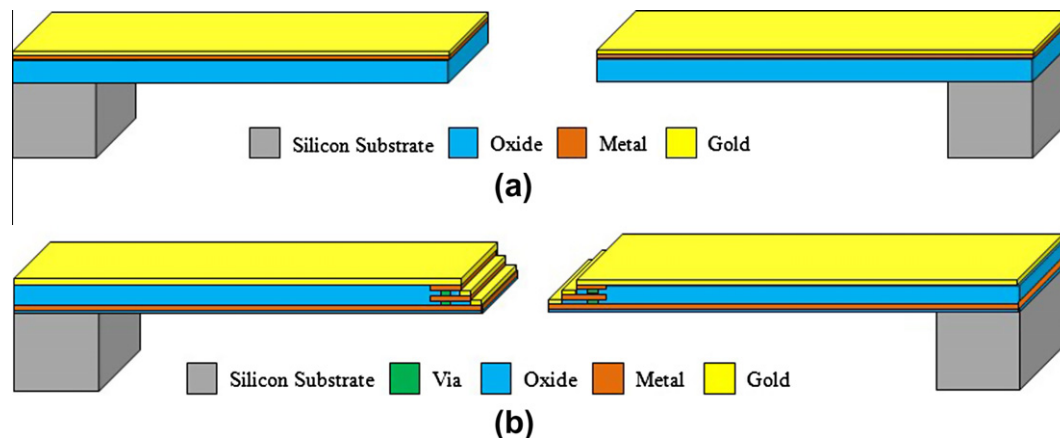 Silicon Substrate Oxide Metal Gold
(a)
Silicon Substrate Via Oxide Metal Gold
(b)